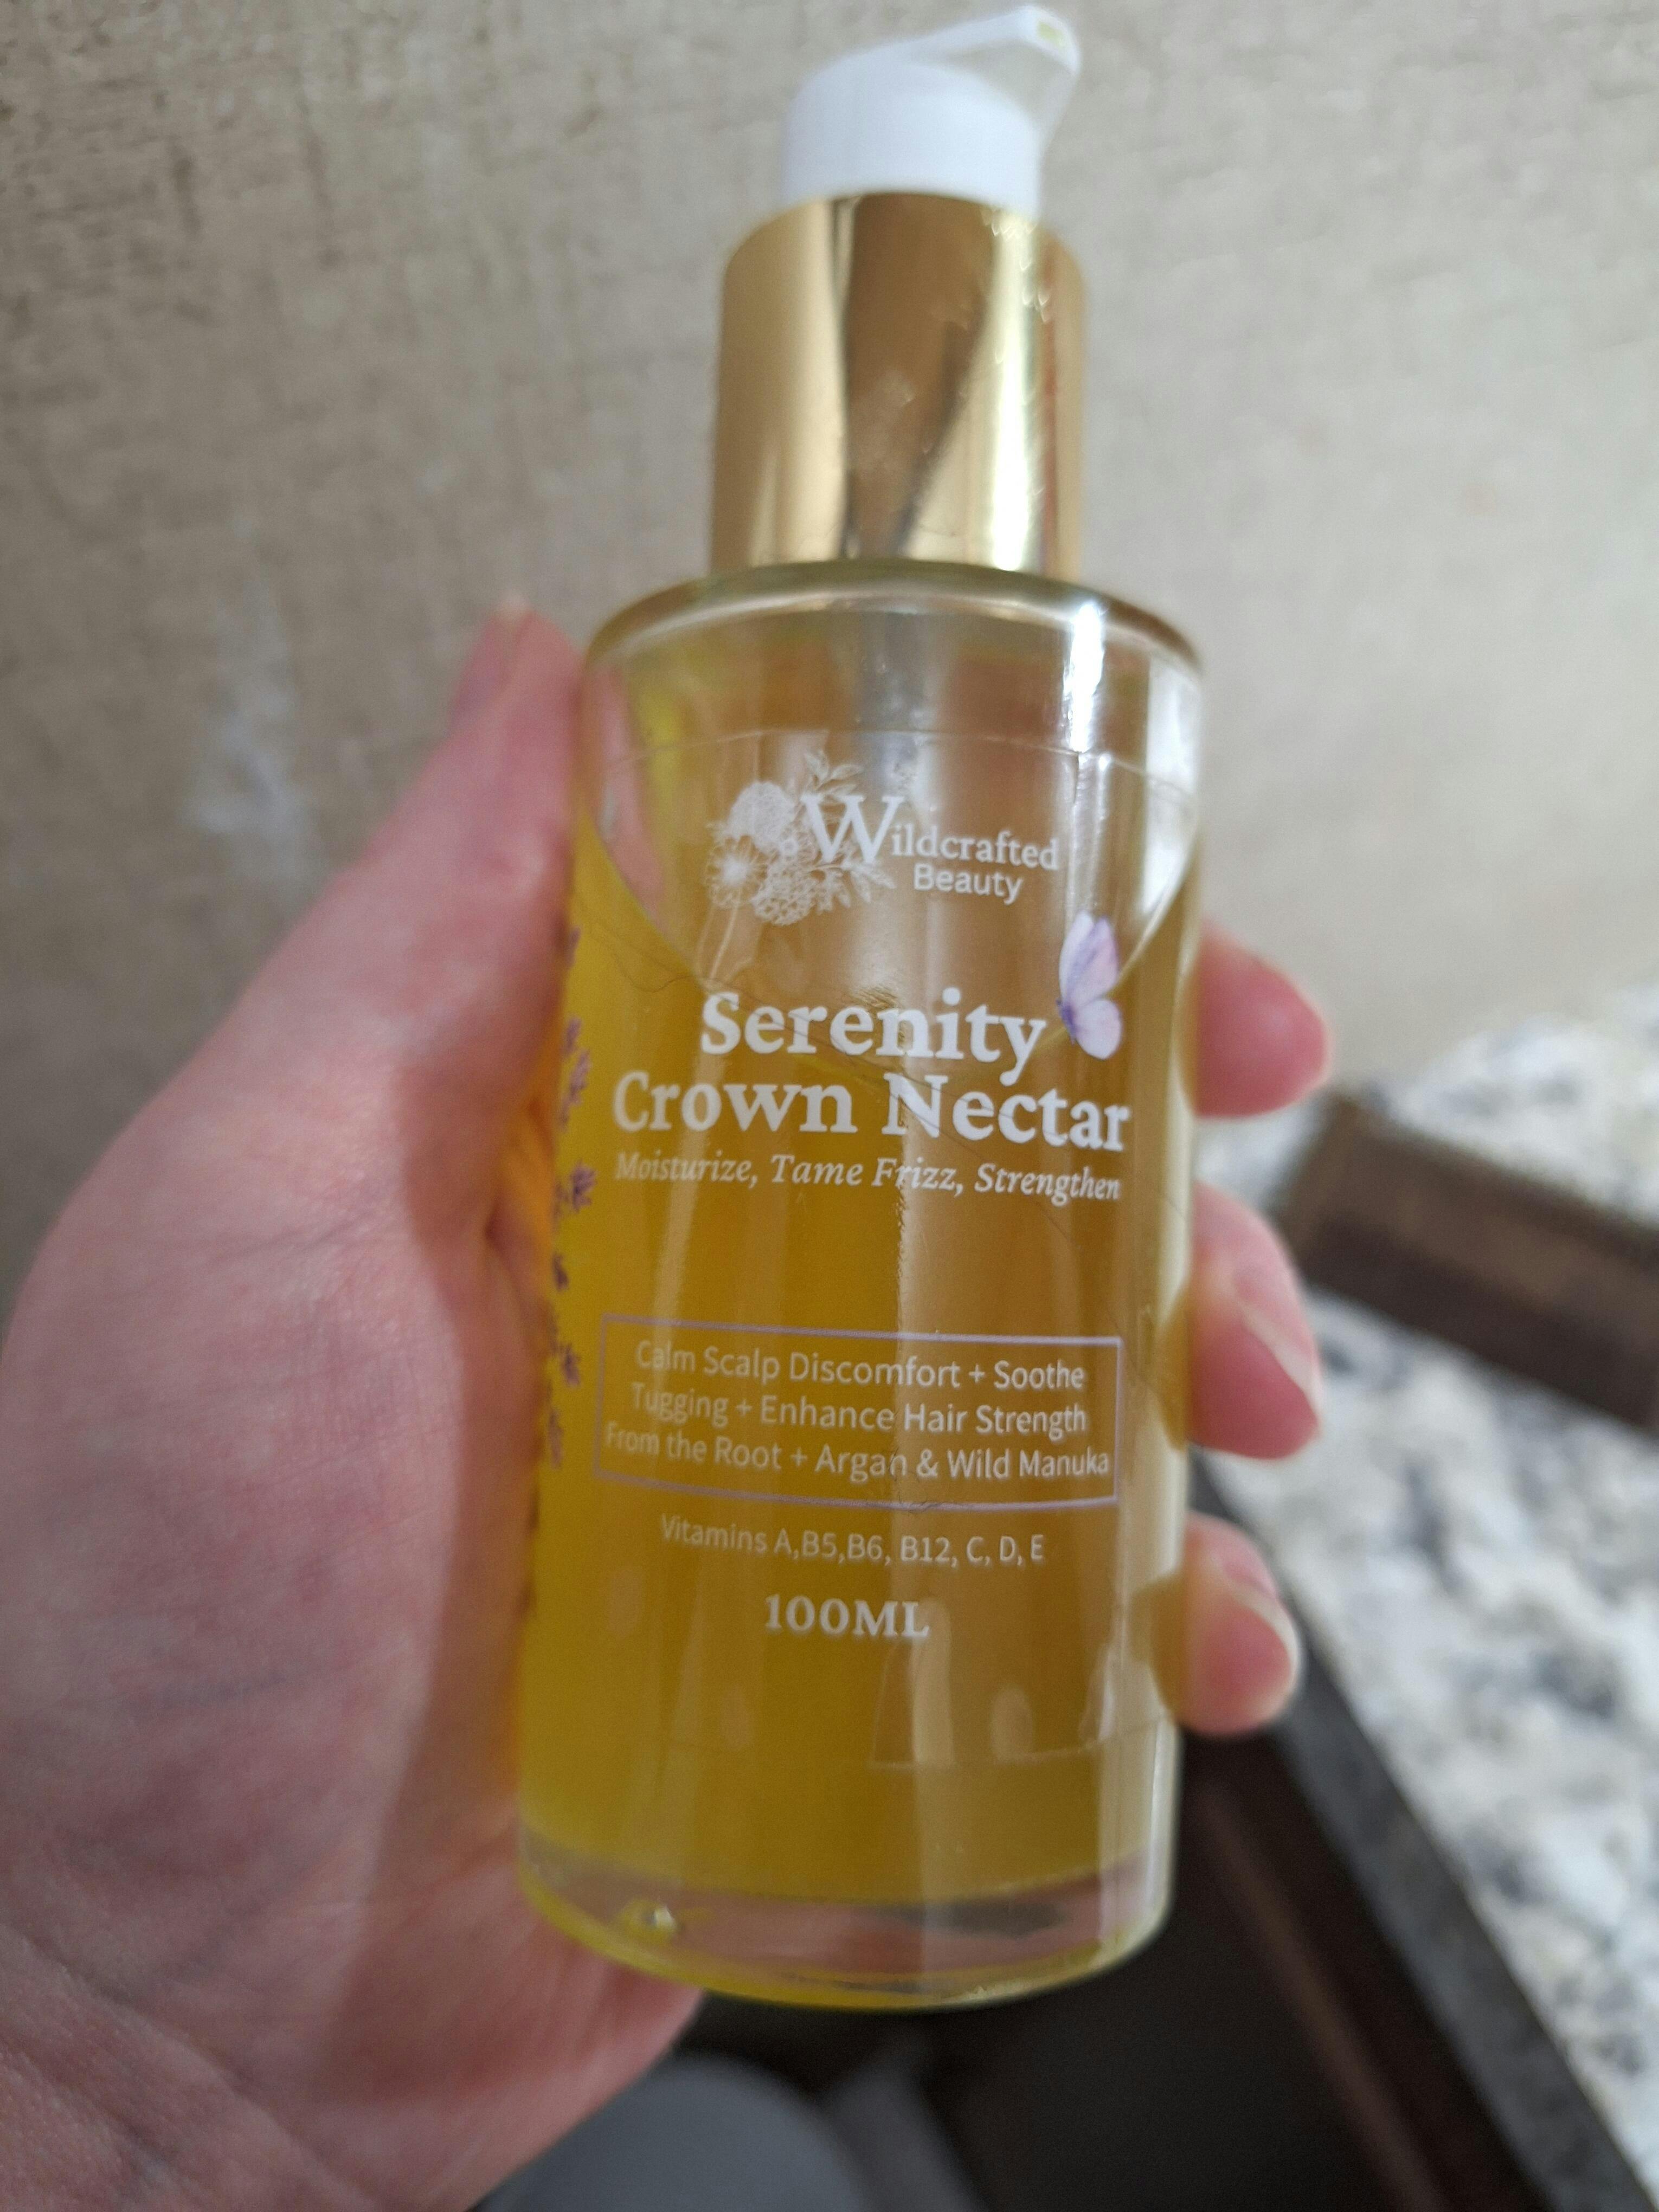 Wildcrafted
Beauty
Serenity
Crown Nectar
Moisturize, Tame Frizz, Strengthen
Calm Scalp Discomfort + Soothe
Tugging + Enhance Hair Strength
From the Root + Argan & Wild Manuka
Vitamins A,B5,B6, B12, C, D, E
100ML